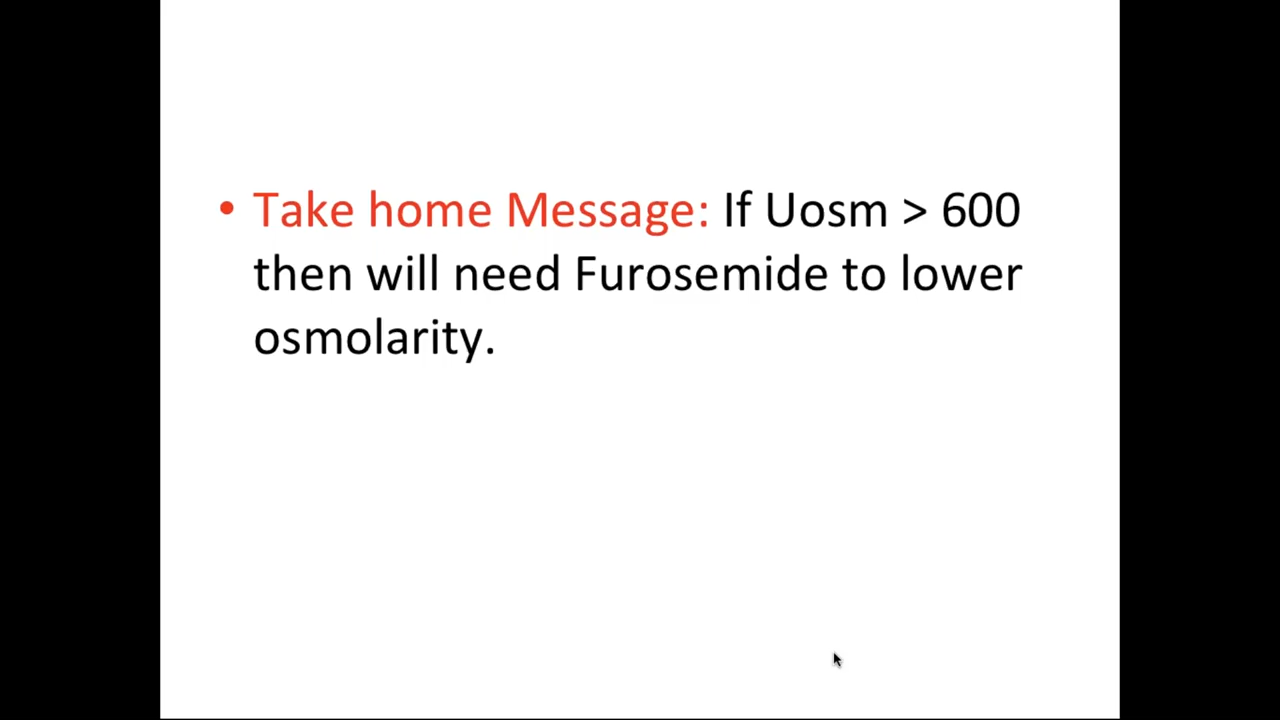 • Take home Message: If Uosm > 600
then will need Furosemide to lower
osmolarity.